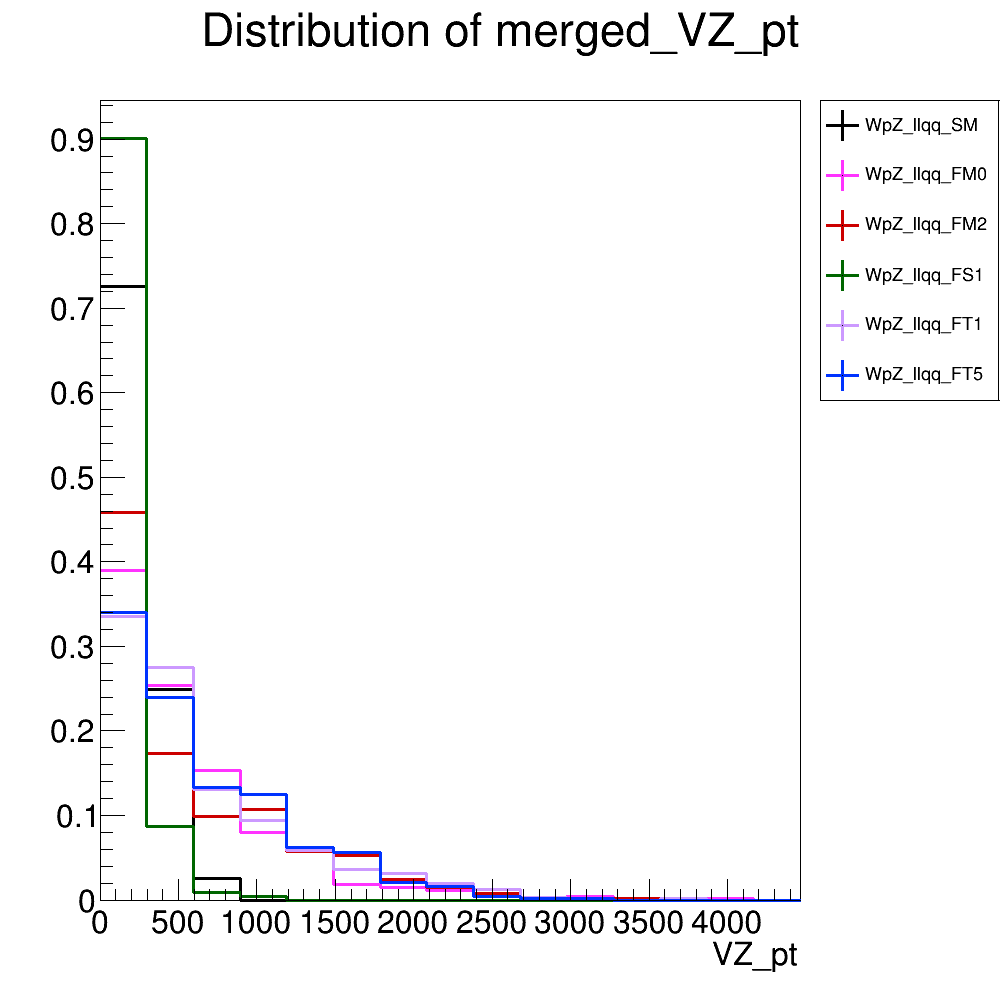 Distribution of merged_VZ_pt
WpZ_llqq_SM
WpZ_llqq_FM0
WpZ_llqq_FM2
WpZ_llqq_FS1
WpZ_llqq_FT1
WpZ_llqq_FT5
0.9
0.8
0.7
0.6
0.5
0.4
0.3
0.2
0.1
0
0 500 1000 1500 2000 2500 3000 3500 4000
VZ_pt